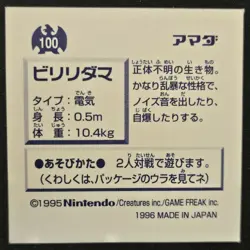 100
アマダ
ビリリダマ
タイプ：電気
身長：0.5m
体重：10.4kg
正体不明の生き物。
かなり乱暴な性格で、
ノイズ音を出したり、
自爆したりする。
●あそびかた● 2人対戦で遊びます。
(くわしくは、パッケージのウラを見てネ)
©1995 Nintendo/Creatures inc./GAME FREAK inc.
1996 MADE IN JAPAN